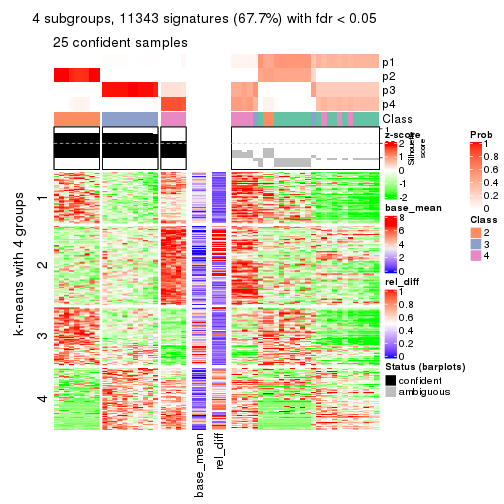 4 subgroups, 11343 signatures (67.7%) with fdr < 0.05
25 confident samples
p1
p2
p3
p4
Class
1
Silhouette
score
z-score
2
1
0
-1
-2
base_mean
8
6
4
2
0
rel_diff
1
0.8
0.6
0.4
0.2
0
Status (barplots)
confident
ambiguous
Prob
1
0.8
0.6
0.4
0.2
0
Class
2
3
4
k-means with 4 groups
1
2
3
4
base_mean
rel_diff